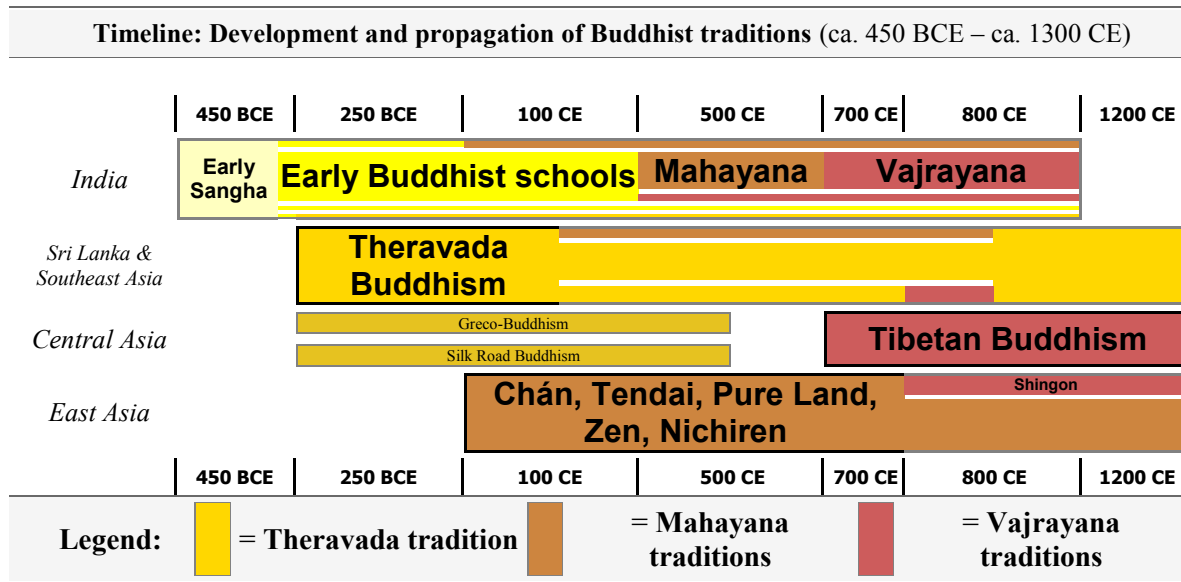 Timeline: Development and propagation of Buddhist traditions (ca. 450 BCE – ca. 1300 CE)
450 BCE 250 BCE 100 CE 500 CE 700 CE 800 CE 1200 CE
India
Early
Sangha
Early Buddhist schools
Mahayana
Vajrayana
Sri Lanka &
Southeast Asia
Theravada
Buddhism
Central Asia
Greco-Buddhism
Silk Road Buddhism
Tibetan Buddhism
East Asia
Chán, Tendai, Pure Land,
Zen, Nichiren
Shingon
450 BCE 250 BCE 100 CE 500 CE 700 CE 800 CE 1200 CE
Legend:
= Theravada tradition
= Mahayana
traditions
= Vajrayana
traditions